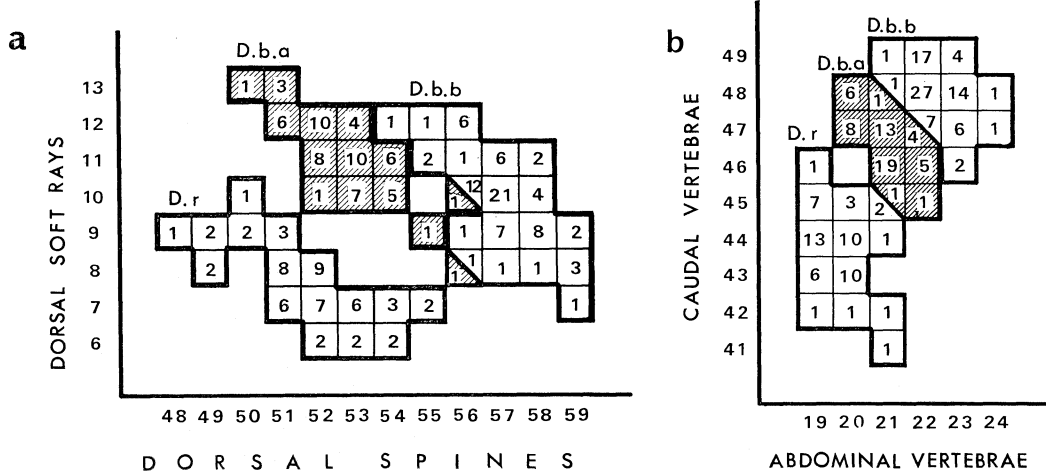 a
D.b.a
13 1 3 D.b.b
12 6 10 4 1 1 6
11 8 10 6 2 1 6 2
D.r
10 1 1 7 5 1 12 21 4
9 1 2 2 3 1 1 7 8 2
8 2 8 9 1 1 1 1 3
7 6 7 6 3 2 1
6 2 2 2
DORSAL SOFT RAYS
48 49 50 51 52 53 54 55 56 57 58 59
DORSAL SPINES
b
D.b.b
49 1 17 4
D.b.a
48 6 1 1 27 14 1
47 8 13 4 7 6 1
D.r
46 1 19 5 2
45 7 3 2 1 1
44 13 10 1
43 6 10
42 1 1 1
41 1
CAUDAL VERTEBRAE
19 20 21 22 23 24
ABDOMINAL VERTEBRAE